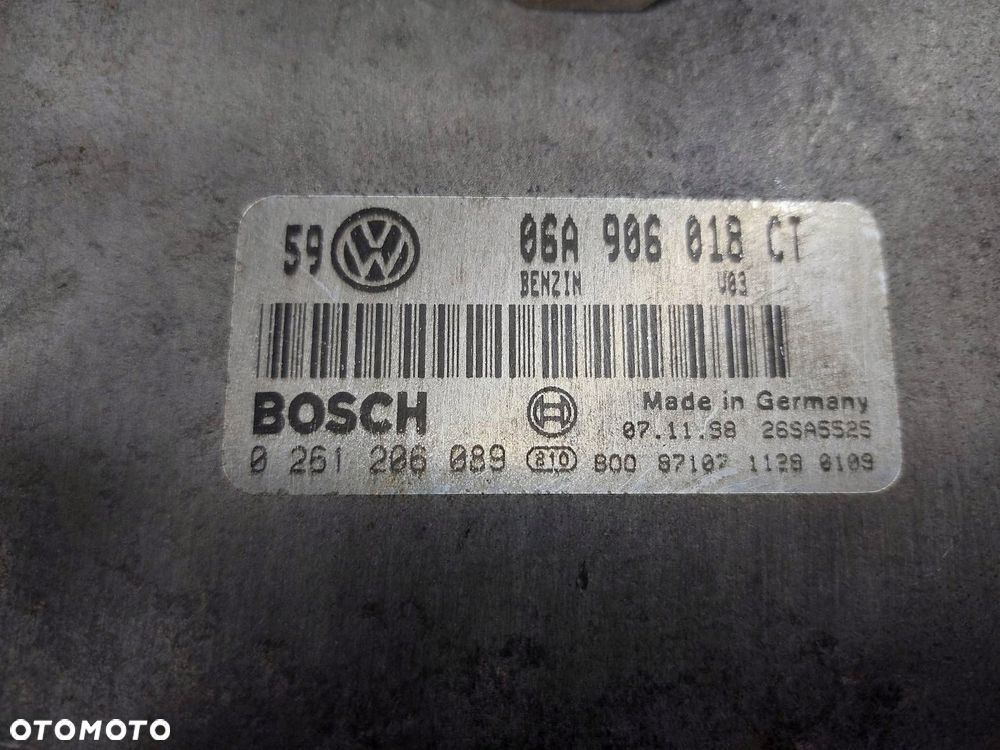 59 VW 06A 906 018 CT
BENZIN V03
BOSCH Made in Germany
07.11.98 26SA5525
0 261 206 089 810 800 87107 1128 0109
OTOMOTO